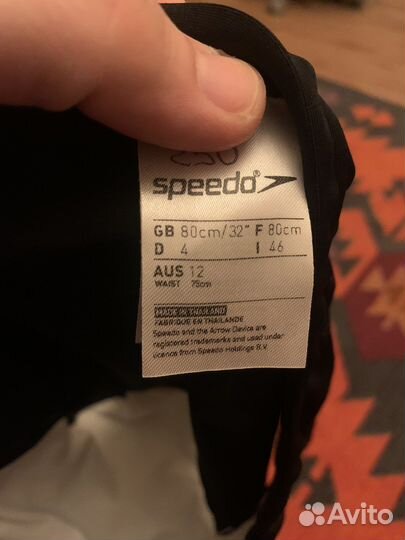 250
speedo
GB 80cm/32" F 80cm
D 4 I 46
AUS 12
WAIST 75cm
MADE IN THAILAND
FABRIQUE EN THAILANDE
Speedo and the Arrow Device are
registered trademarks and used under
licence from Speedo Holdings B.V.
Avito